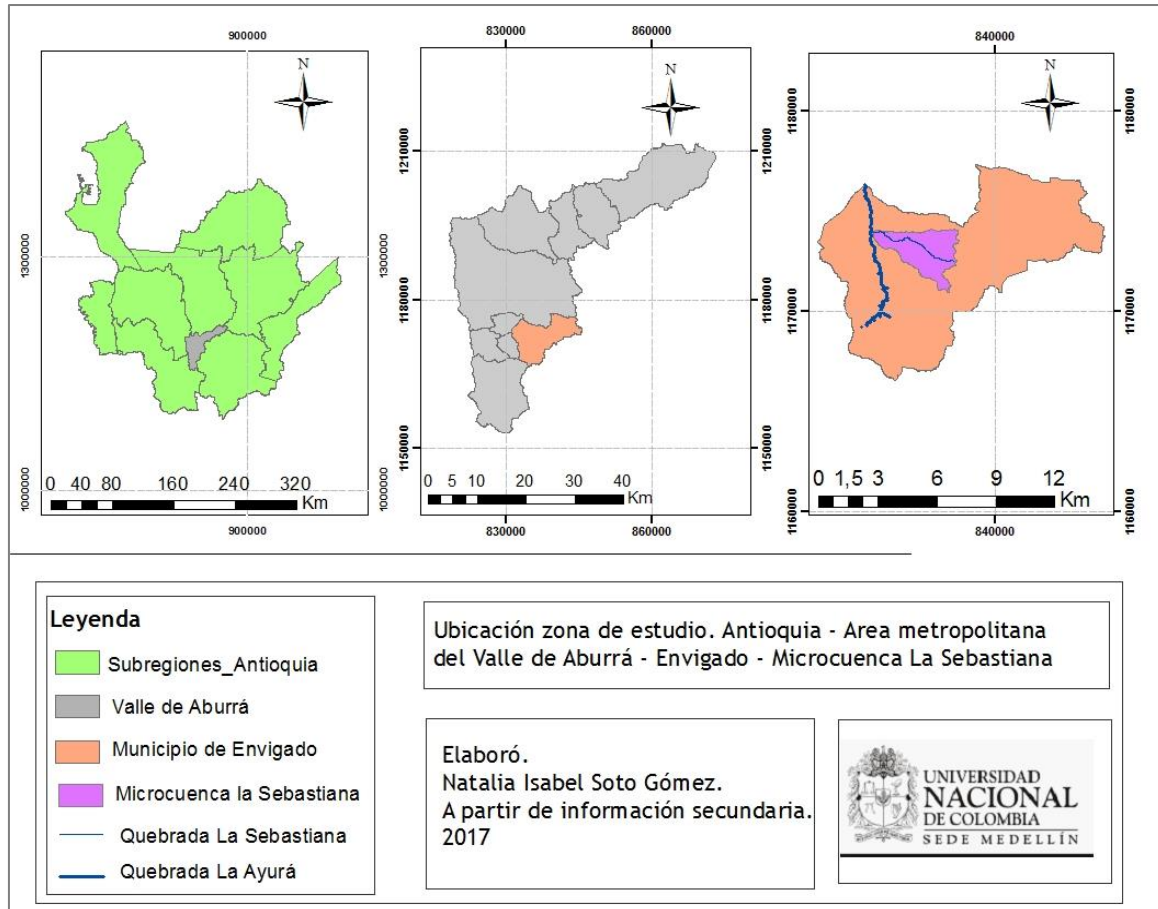 900000
830000
860000
840000
N
N
N
1300000
1300000
1000000
1000000
1210000
1210000
1180000
1180000
1150000
1150000
1180000
1180000
1170000
1170000
1160000
1160000
0 40 80 160 240 320
Km
0 5 10 20 30 40
Km
0 1,5 3 6 9 12
Km
900000
830000
860000
840000
Leyenda
Subregiones_Antioquia
Valle de Aburrá
Municipio de Envigado
Microcuenca la Sebastiana
Quebrada La Sebastiana
Quebrada La Ayurá
Ubicación zona de estudio. Antioquia - Area metropolitana
del Valle de Aburrá - Envigado - Microcuenca La Sebastiana
Elaboró.
Natalia Isabel Soto Gómez.
A partir de información secundaria.
2017
UNIVERSIDAD
NACIONAL
DE COLOMBIA
SEDE MEDELLÍN